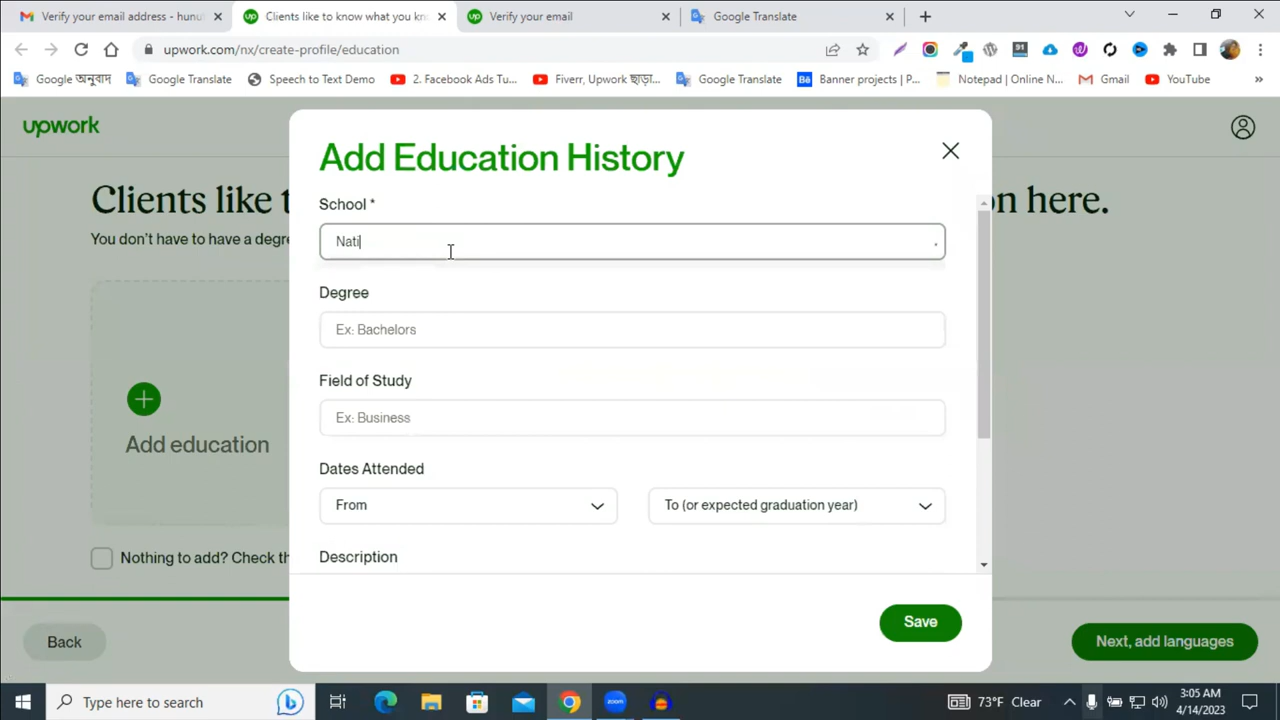 Verify your email address - hunu
Clients like to know what you kn
Verify your email
Google Translate
upwork.com/nx/create-profile/education
Google অনুবাদ
Google Translate
Speech to Text Demo
2. Facebook Ads Tu...
Fiverr, Upwork ছাড়া...
Google Translate
Banner projects | P...
Notepad | Online N...
Gmail
YouTube
»
upwork
Clients like t
on here.
You don't have to have a degre
Add education
Nothing to add? Check th
Back
Next, add languages
Add Education History
School *
Nati
Degree
Ex: Bachelors
Field of Study
Ex: Business
Dates Attended
From
To (or expected graduation year)
Description
Save
Type here to search
zoom
73°F Clear
3:05 AM
4/14/2023